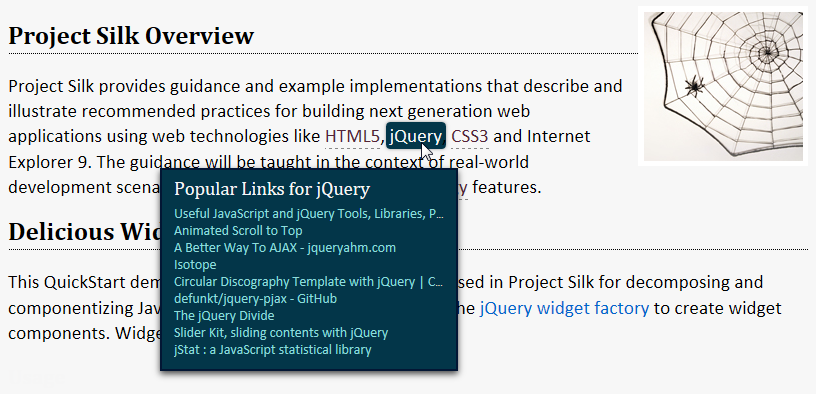 Project Silk Overview
Project Silk provides guidance and example implementations that describe and
illustrate recommended practices for building next generation web
applications using web technologies like HTML5, jQuery, CSS3 and Internet
Explorer 9. The guidance will be taught in the context of real-world
development scena
y features.
Popular Links for jQuery
Useful JavaScript and jQuery Tools, Libraries, P...
Animated Scroll to Top
A Better Way To AJAX - jqueryahm.com
Isotope
Circular Discography Template with jQuery | C...
defunkt/jquery-pjax - GitHub
The jQuery Divide
Slider Kit, sliding contents with jQuery
jStat : a JavaScript statistical library
Delicious Wid
This QuickStart dem
sed in Project Silk for decomposing and
componentizing Jav
he jQuery widget factory to create widget
components. Widge